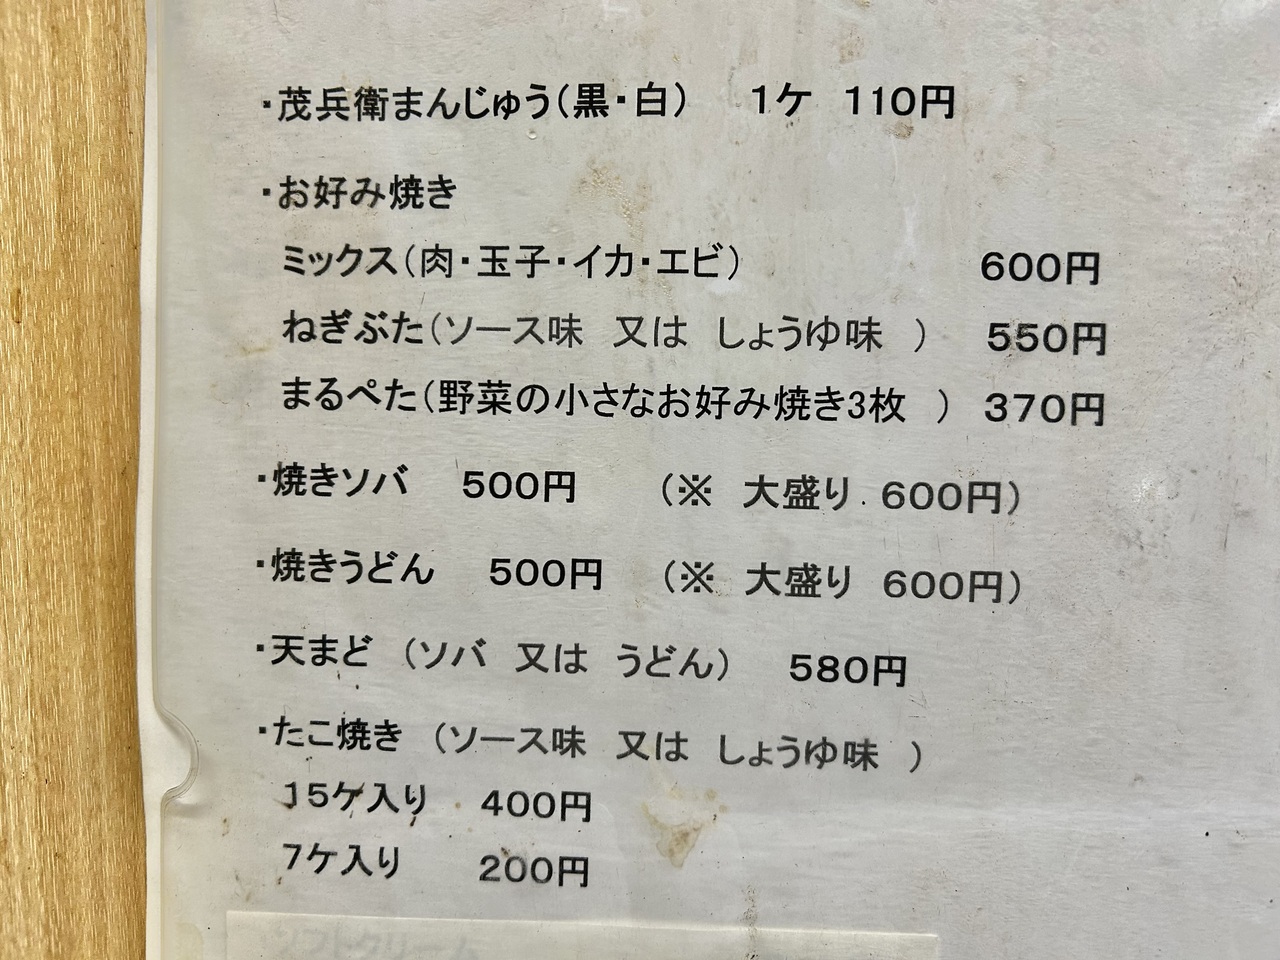 ・茂兵衛まんじゅう(黒・白) 1ケ 110円
・お好み焼き
ミックス(肉・玉子・イカ・エビ) 600円
ねぎぶた(ソース味 又は しょうゆ味 ) 550円
まるぺた(野菜の小さなお好み焼き3枚 ) 370円
・焼きソバ 500円 (※ 大盛り 600円)
・焼きうどん 500円 (※ 大盛り 600円)
・天まど (ソバ 又は うどん) 580円
・たこ焼き (ソース味 又は しょうゆ味 )
15ケ入り 400円
7ケ入り 200円
ソフトクリーム